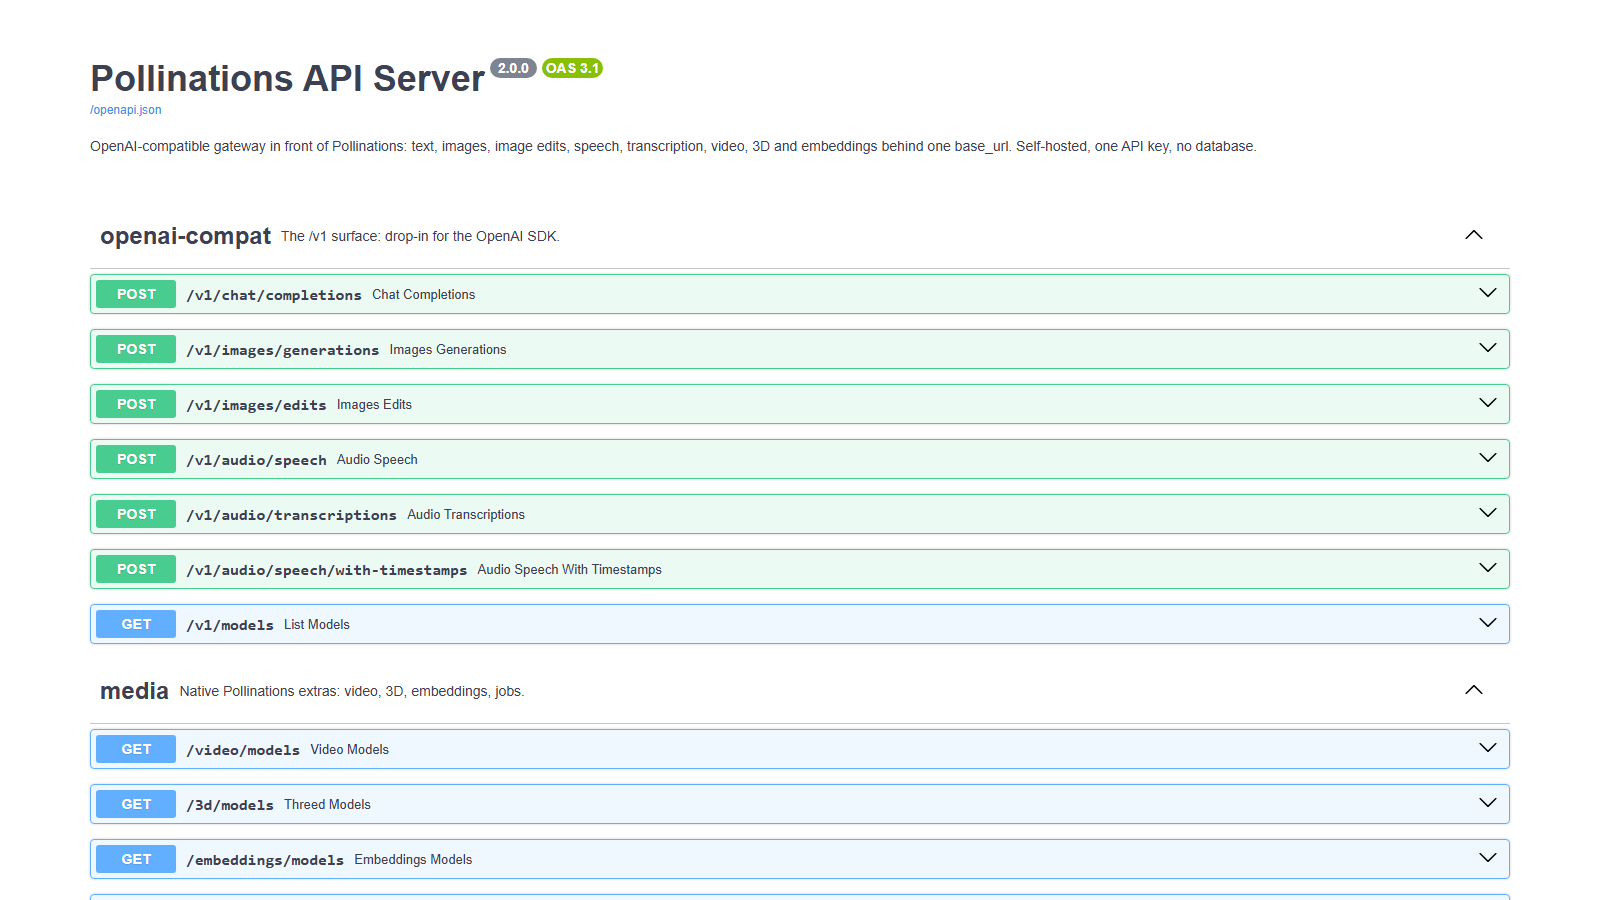 Pollinations API Server 2.0.0 OAS 3.1
/openapi.json
OpenAI-compatible gateway in front of Pollinations: text, images, image edits, speech, transcription, video, 3D and embeddings behind one base_url. Self-hosted, one API key, no database.
openai-compat The /v1 surface: drop-in for the OpenAI SDK.
POST /v1/chat/completions Chat Completions
POST /v1/images/generations Images Generations
POST /v1/images/edits Images Edits
POST /v1/audio/speech Audio Speech
POST /v1/audio/transcriptions Audio Transcriptions
POST /v1/audio/speech/with-timestamps Audio Speech With Timestamps
GET /v1/models List Models
media Native Pollinations extras: video, 3D, embeddings, jobs.
GET /video/models Video Models
GET /3d/models Threed Models
GET /embeddings/models Embeddings Models